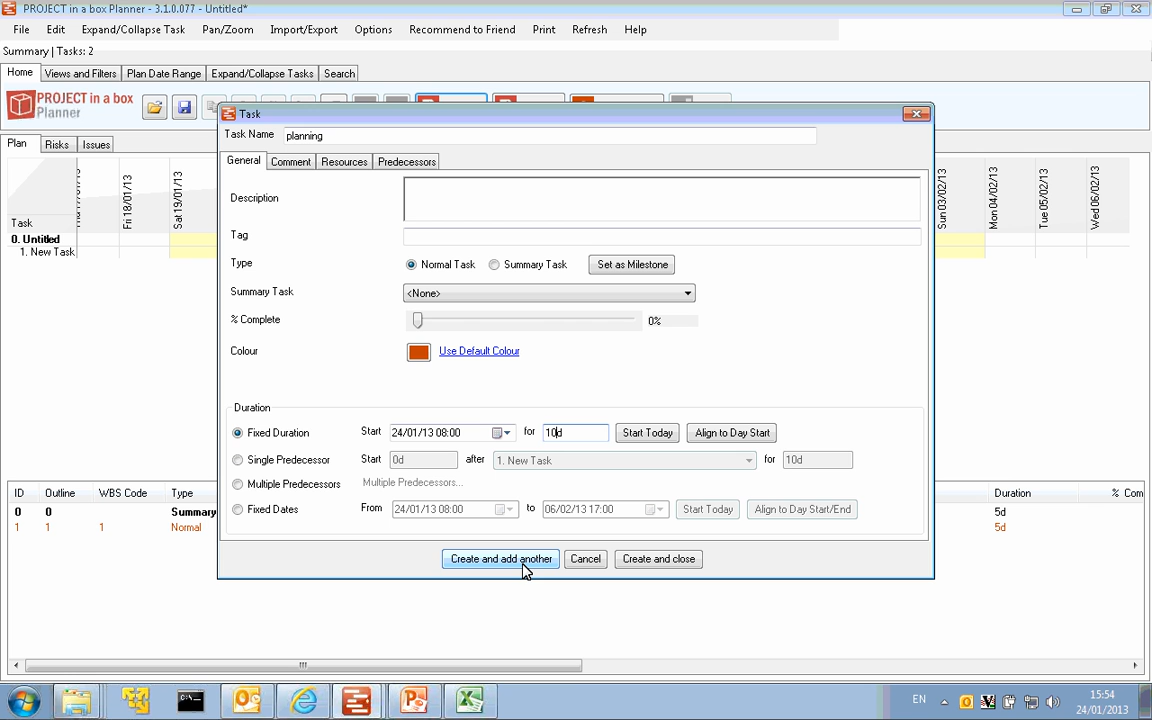 PROJECT in a box Planner - 3.1.0.077 - Untitled*
File Edit Expand/Collapse Task Pan/Zoom Import/Export Options Recommend to Friend Print Refresh Help
Summary | Tasks: 2
Home Views and Filters Plan Date Range Expand/Collapse Tasks Search
PROJECT in a box
Planner
Plan Risks Issues
Task
Fri 18/01/13
Sat 19/01/13
Sun 03/02/13
Mon 04/02/13
Tue 05/02/13
Wed 06/02/13
0. Untitled
1. New Task
Task
Task Name planning
General Comment Resources Predecessors
Description
Tag
Type Normal Task Summary Task Set as Milestone
Summary Task <None>
% Complete 0%
Colour Use Default Colour
Duration
Fixed Duration Start 24/01/13 08:00 for 10d Start Today Align to Day Start
Single Predecessor Start 0d after 1. New Task for 10d
Multiple Predecessors Multiple Predecessors...
Fixed Dates From 24/01/13 08:00 to 06/02/13 17:00 Start Today Align to Day Start/End
Create and add another Cancel Create and close
ID Outline WBS Code Type Duration % Com
0 0 Summary 5d
1 1 1 Normal 5d
EN 15:54
24/01/2013